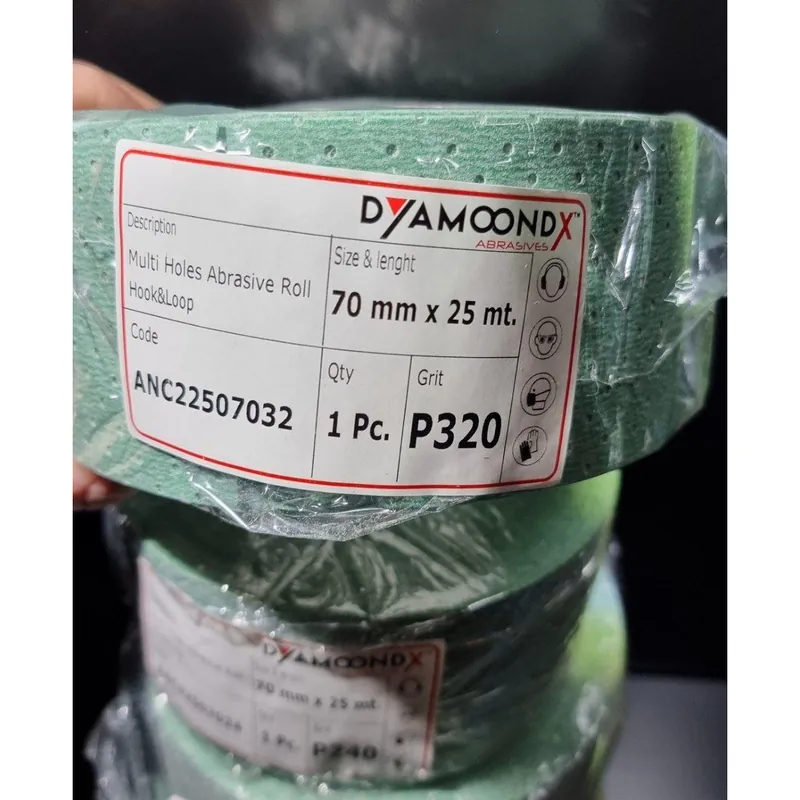 DYAMOONDX™
ABRASIVES
Description
Multi Holes Abrasive Roll
Hook&Loop
Size & lenght
70 mm x 25 mt.
Code
ANC22507032
Qty
1 Pc.
Grit
P320
DYAMOONDX
70 mm x 25 mt.
1 Pc.
P240